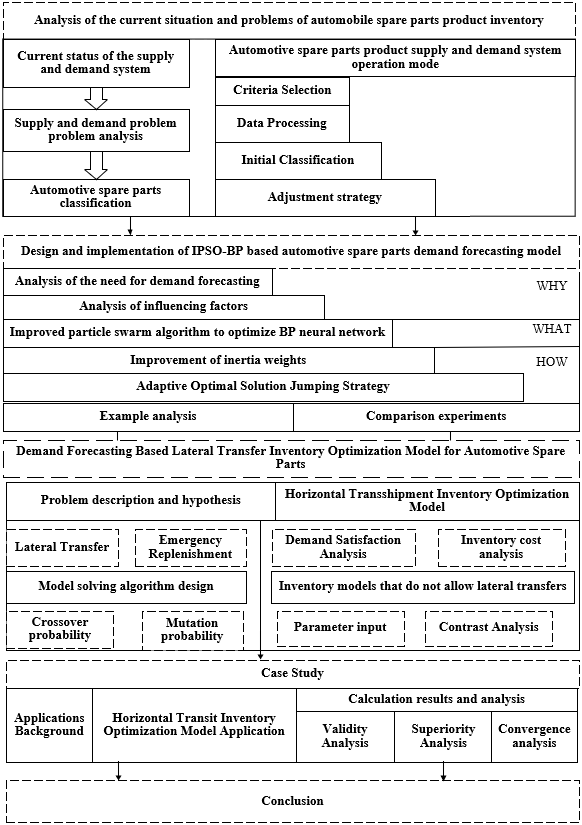 Analysis of the current situation and problems of automobile spare parts product inventory
Current status of the supply
and demand system
Supply and demand problem
problem analysis
Automotive spare parts
classification
Automotive spare parts product supply and demand system
operation mode
Criteria Selection
Data Processing
Initial Classification
Adjustment strategy
Design and implementation of IPSO-BP based automotive spare parts demand forecasting model
Analysis of the need for demand forecasting
WHY
Analysis of influencing factors
Improved particle swarm algorithm to optimize BP neural network
WHAT
Improvement of inertia weights
HOW
Adaptive Optimal Solution Jumping Strategy
Example analysis
Comparison experiments
Demand Forecasting Based Lateral Transfer Inventory Optimization Model for Automotive Spare
Parts
Problem description and hypothesis
Horizontal Transshipment Inventory Optimization
Model
Lateral Transfer
Emergency
Replenishment
Demand Satisfaction
Analysis
Inventory cost
analysis
Model solving algorithm design
Inventory models that do not allow lateral transfers
Crossover
probability
Mutation
probability
Parameter input
Contrast Analysis
Case Study
Applications
Background
Horizontal Transit Inventory
Optimization Model Application
Calculation results and analysis
Validity
Analysis
Superiority
Analysis
Convergence
analysis
Conclusion